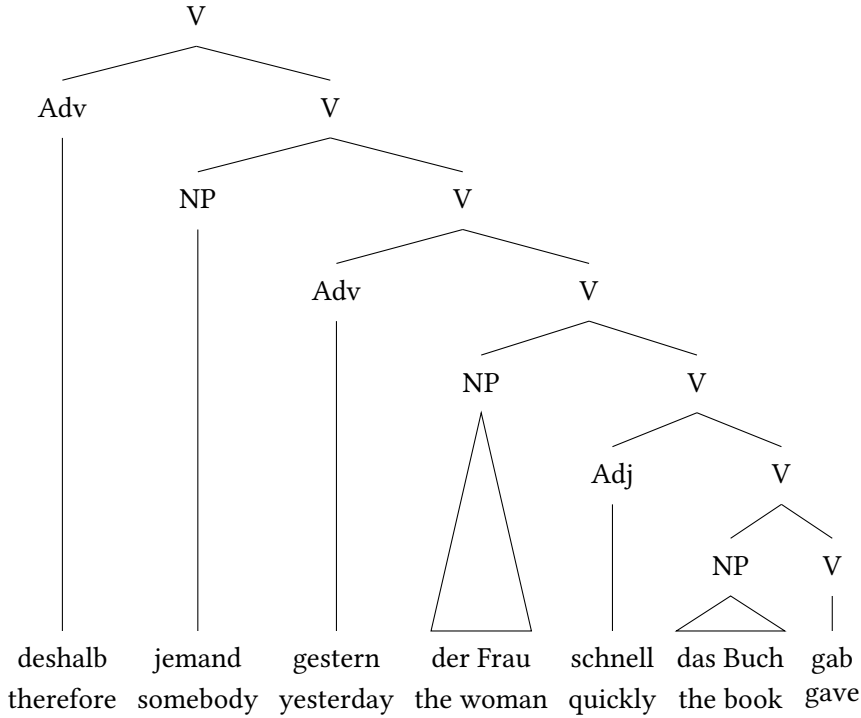 V
Adv V
NP V
Adv V
NP V
Adj V
NP V
deshalb jemand gestern der Frau schnell das Buch gab
therefore somebody yesterday the woman quickly the book gave